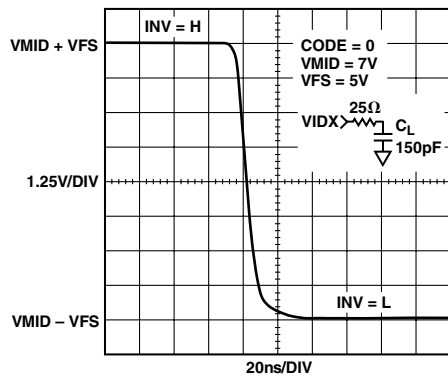 INV = H
VMID + VFS
CODE = 0
VMID = 7V
VFS = 5V
25Ω
VIDX
CL
150pF
1.25V/DIV
INV = L
VMID – VFS
20ns/DIV